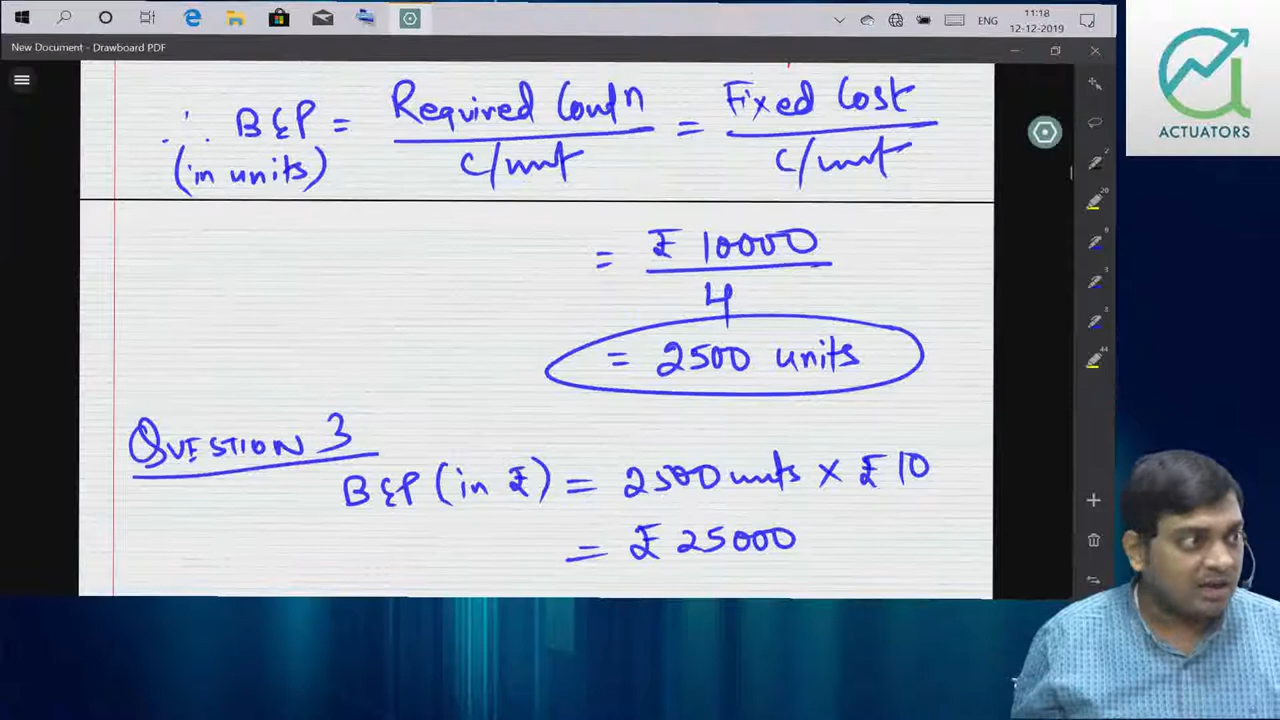 ENG
11:18
12-12-2019
New Document - Drawboard PDF
ACTUATORS
∴ BEP = Required Contn / C/unit = Fixed Cost / C/unit
(in units)
= ₹ 10000 / 4
= 2500 units
QUESTION 3
BEP (in ₹) = 2500 units × ₹ 10
= ₹ 25000